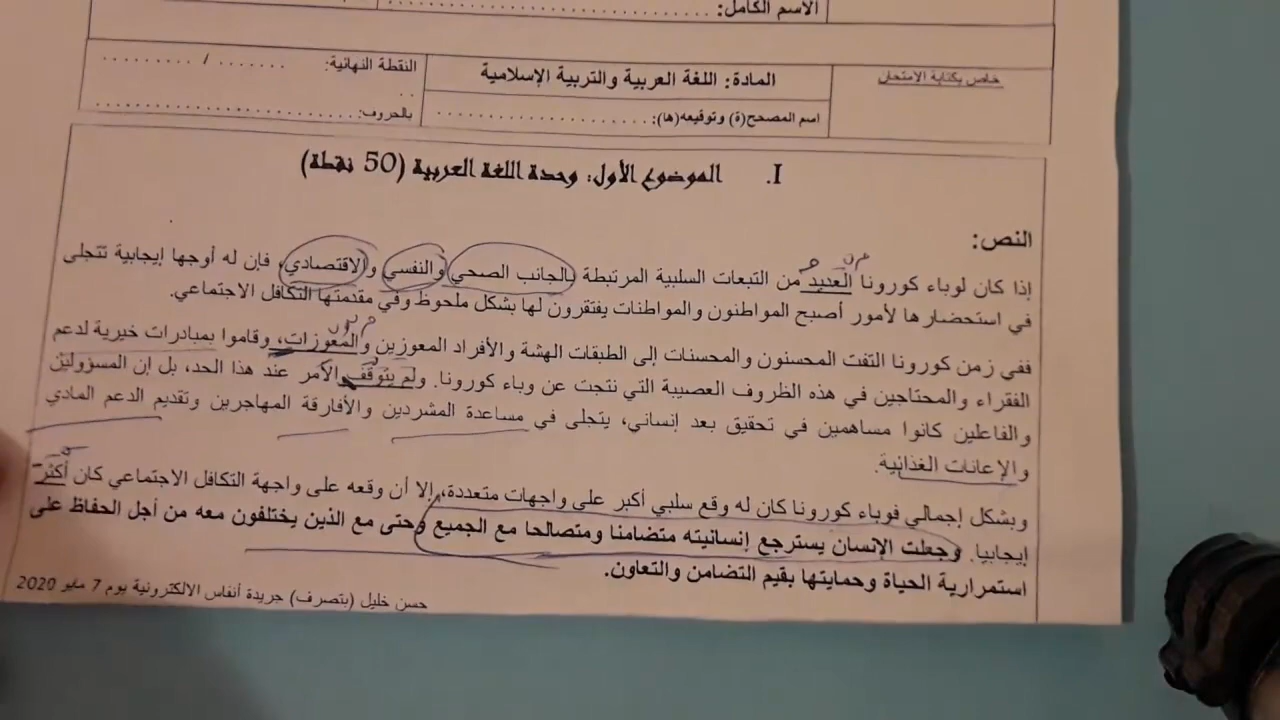 الاسم الكامل: ........................................
خاص بكتابة الامتحان
المادة: اللغة العربية والتربية الإسلامية
النقطة النهائية: ....... / .........
..
اسم المصحح(ة) وتوقيعه(ها): ........................
بالحروف: ................................
I. الموضوع الأول: وحدة اللغة العربية (50 نقطة)
النص:
إذا كان لوباء كورونا العديد من التبعات السلبية المرتبطة بالجانب الصحي والنفسي والاقتصادي، فإن له أوجها إيجابية تتجلى
في استحضارها لأمور أصبح المواطنون والمواطنات يفتقرون لها بشكل ملحوظ وفي مقدمتها التكافل الاجتماعي.
ففي زمن كورونا التفت المحسنون والمحسنات إلى الطبقات الهشة والأفراد المعوزين والمعوزات، وقاموا بمبادرات خيرية لدعم
الفقراء والمحتاجين في هذه الظروف العصيبة التي نتجت عن وباء كورونا. ولم يتوقف الأمر عند هذا الحد، بل إن المسؤولين
والفاعلين كانوا مساهمين في تحقيق بعد إنساني، يتجلى في مساعدة المشردين والأفارقة المهاجرين وتقديم الدعم المادي
والإعانات الغذائية.
وبشكل إجمالي فوباء كورونا كان له وقع سلبي أكبر على واجهات متعددة، إلا أن وقعه على واجهة التكافل الاجتماعي كان أكثر
إيجابيا. وجعلت الإنسان يسترجع إنسانيته متضامنا ومتصالحا مع الجميع وحتى مع الذين يختلفون معه من أجل الحفاظ على
استمرارية الحياة وحمايتها بقيم التضامن والتعاون.
حسن خليل (بتصرف) جريدة أنفاس الالكترونية يوم 7 مايو 2020